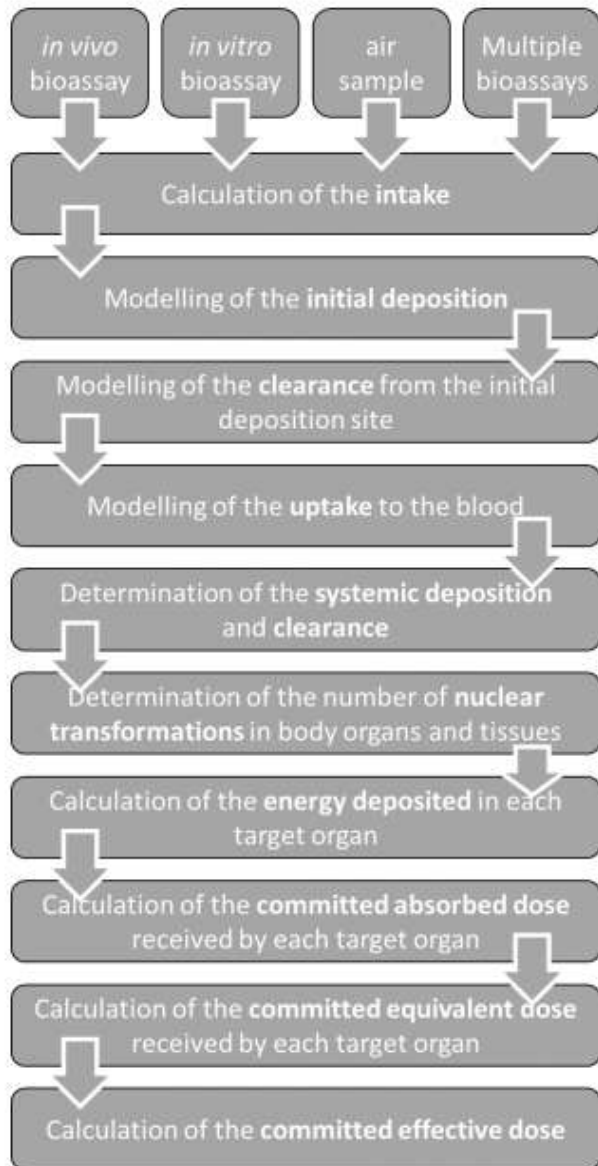 in vivo
bioassay
in vitro
bioassay
air
sample
Multiple
bioassays
Calculation of the intake
Modelling of the initial deposition
Modelling of the clearance from the initial
deposition site
Modelling of the uptake to the blood
Determination of the systemic deposition
and clearance
Determination of the number of nuclear
transformations in body organs and tissues
Calculation of the energy deposited in each
target organ
Calculation of the committed absorbed dose
received by each target organ
Calculation of the committed equivalent dose
received by each target organ
Calculation of the committed effective dose